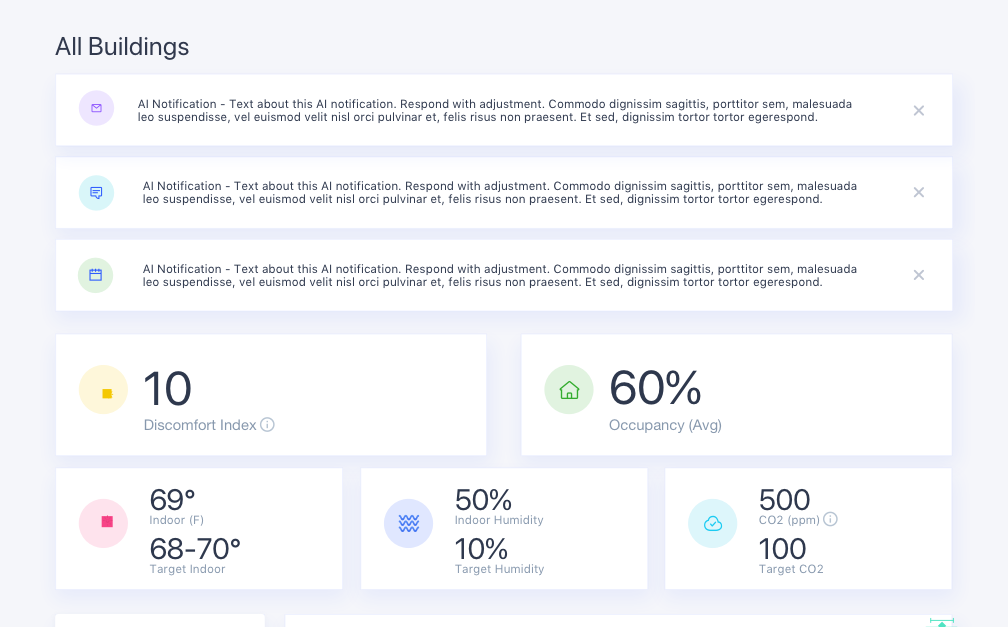 All Buildings
AI Notification - Text about this AI notification. Respond with adjustment. Commodo dignissim sagittis, porttitor sem, malesuada
leo suspendisse, vel euismod velit nisl orci pulvinar et, felis risus non praesent. Et sed, dignissim tortor tortor egerespond.
AI Notification - Text about this AI notification. Respond with adjustment. Commodo dignissim sagittis, porttitor sem, malesuada
leo suspendisse, vel euismod velit nisl orci pulvinar et, felis risus non praesent. Et sed, dignissim tortor tortor egerespond.
AI Notification - Text about this AI notification. Respond with adjustment. Commodo dignissim sagittis, porttitor sem, malesuada
leo suspendisse, vel euismod velit nisl orci pulvinar et, felis risus non praesent. Et sed, dignissim tortor tortor egerespond.
10
Discomfort Index
60%
Occupancy (Avg)
69°
Indoor (F)
68-70°
Target Indoor
50%
Indoor Humidity
10%
Target Humidity
500
CO2 (ppm)
100
Target CO2